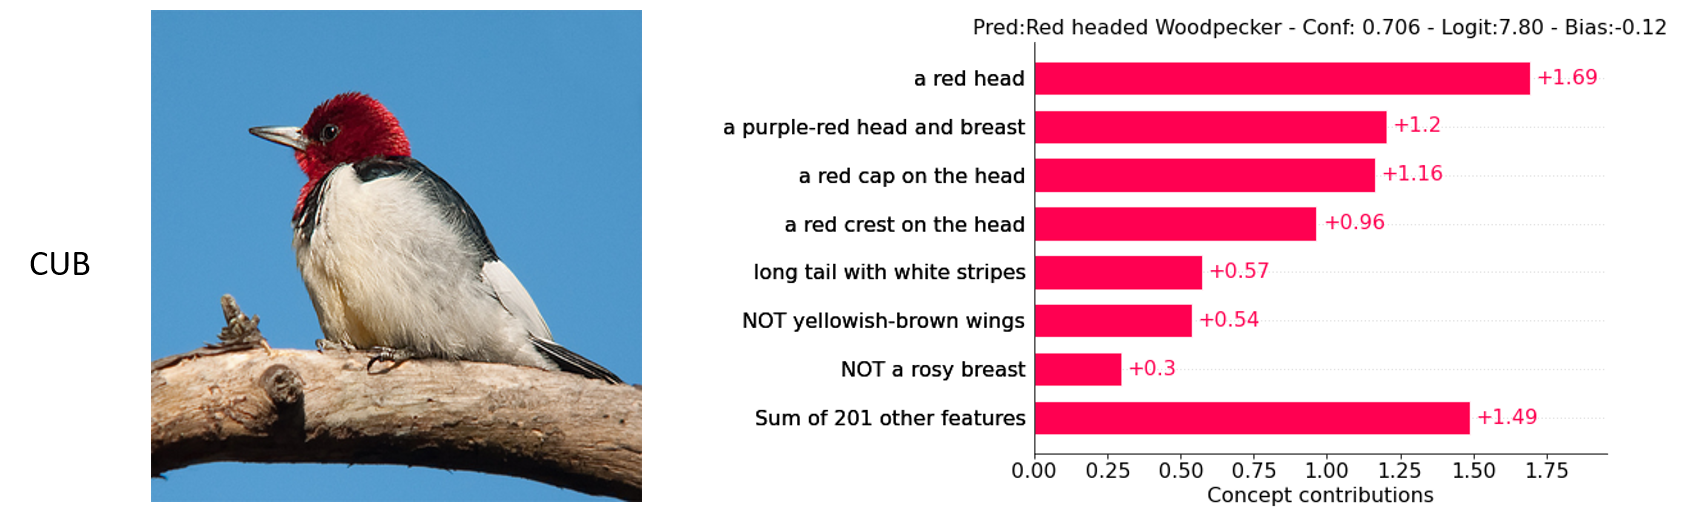 CUB
Pred:Red headed Woodpecker - Conf: 0.706 - Logit:7.80 - Bias:-0.12
a red head +1.69
a purple-red head and breast +1.2
a red cap on the head +1.16
a red crest on the head +0.96
long tail with white stripes +0.57
NOT yellowish-brown wings +0.54
NOT a rosy breast +0.3
Sum of 201 other features +1.49
0.00 0.25 0.50 0.75 1.00 1.25 1.50 1.75
Concept contributions